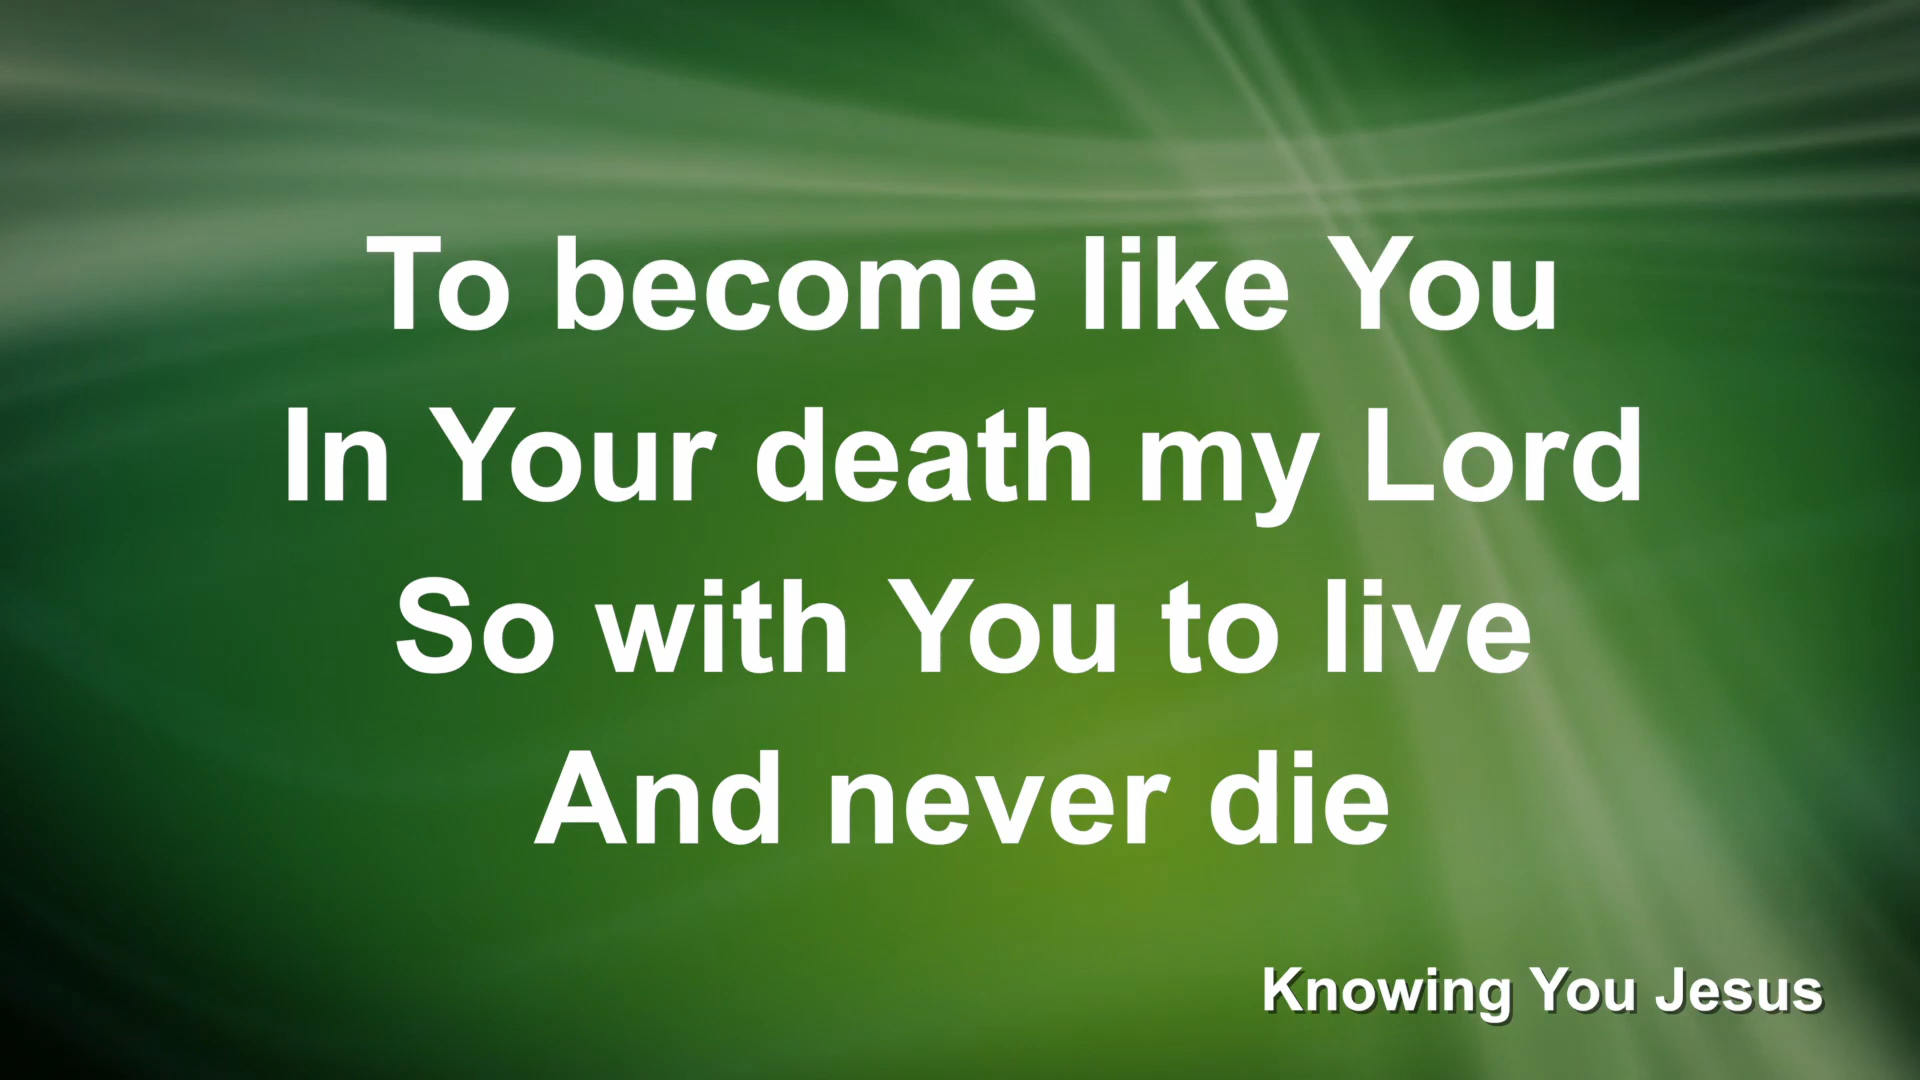 To become like You
In Your death my Lord
So with You to live
And never die
Knowing You Jesus